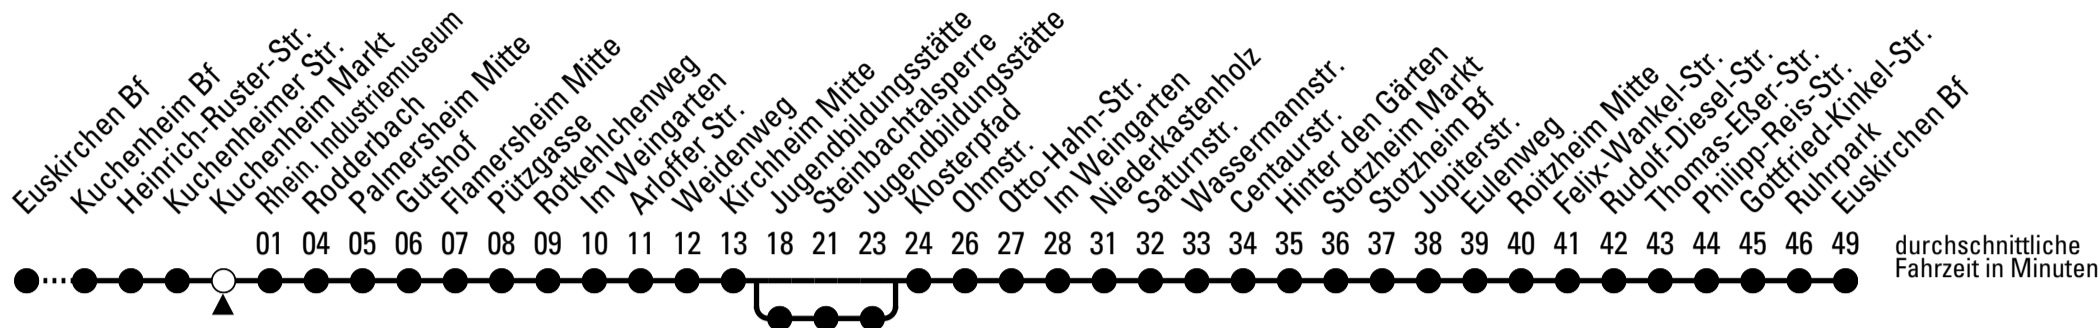 Euskirchen Bf
Kuchenheim Bf
Heinrich-Ruster-Str.
Kuchenheimer Str.
Kuchenheim Markt
Rhein. Industriemuseum
Rodderbach
Palmersheim Mitte
Gutshof
Flamersheim Mitte
Pützgasse
Rotkehlchenweg
Im Weingarten
Arloffer Str.
Weidenweg
Kirchheim Mitte
Jugendbildungsstätte
Steinbachtalsperre
Jugendbildungsstätte
Klosterpfad
Ohmstr.
Otto-Hahn-Str.
Im Weingarten
Niederkastenholz
Saturnstr.
Wassermannstr.
Centaurstr.
Hinter den Gärten
Stotzheim Markt
Stotzheim Bf
Jupiterstr.
Eulenweg
Roitzheim Mitte
Felix-Wankel-Str.
Rudolf-Diesel-Str.
Thomas-Eßer-Str.
Philipp-Reis-Str.
Gottfried-Kinkel-Str.
Ruhrpark
Euskirchen Bf
01 04 05 06 07 08 09 10 11 12 13 18 21 23 24 26 27 28 31 32 33 34 35 36 37 38 39 40 41 42 43 44 45 46 49
durchschnittliche
Fahrzeit in Minuten